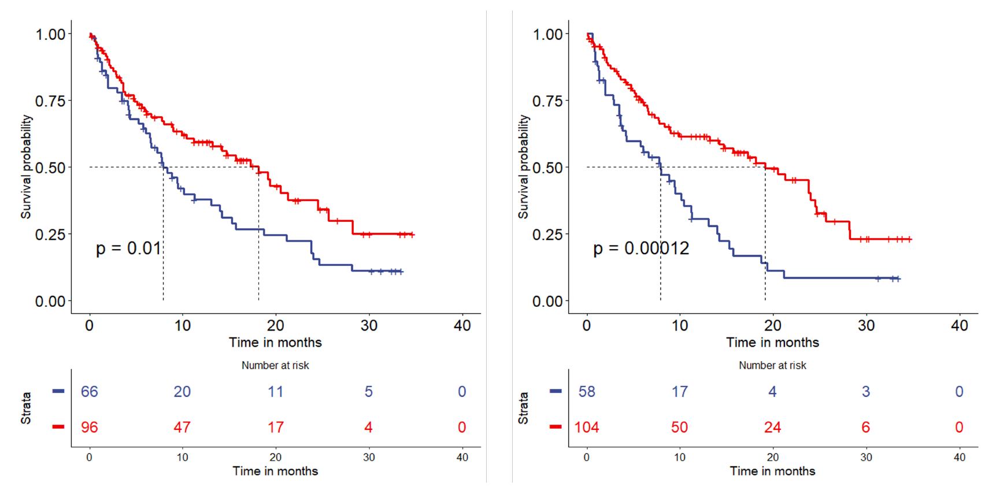 1.00
0.75
0.50
0.25
0.00
Survival probability
p = 0.01
0 10 20 30 40
Time in months
Number at risk
Strata
66 20 11 5 0
96 47 17 4 0
0 10 20 30 40
Time in months
1.00
0.75
0.50
0.25
0.00
Survival probability
p = 0.00012
0 10 20 30 40
Time in months
Number at risk
Strata
58 17 4 3 0
104 50 24 6 0
0 10 20 30 40
Time in months